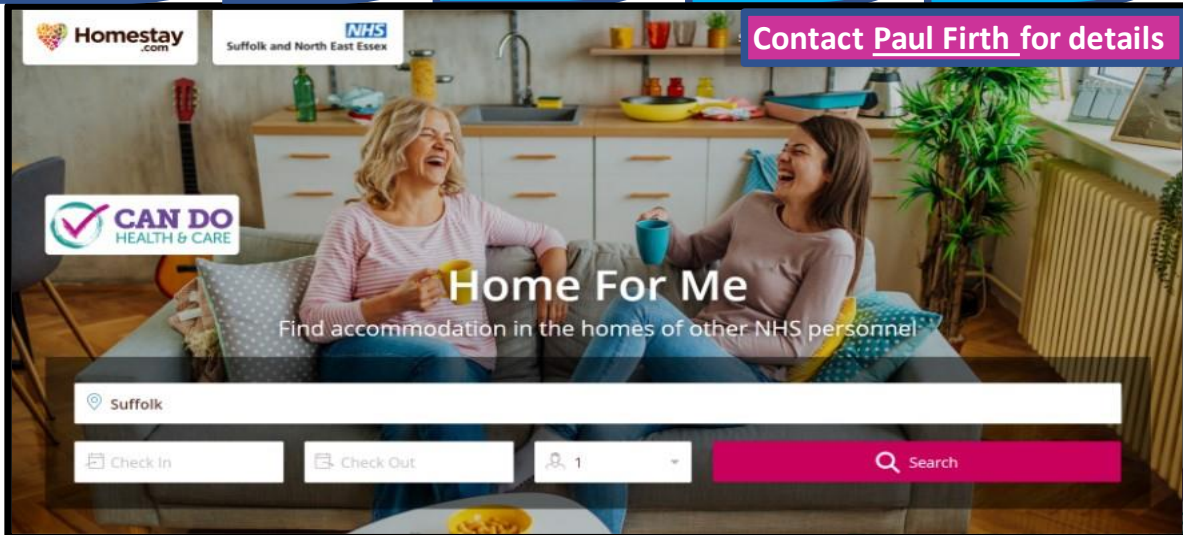 Homestay
.com
NHS
Suffolk and North East Essex
Contact Paul Firth for details
CAN DO
HEALTH & CARE
Home For Me
Find accommodation in the homes of other NHS personnel
Suffolk
Check In
Check Out
1
Search